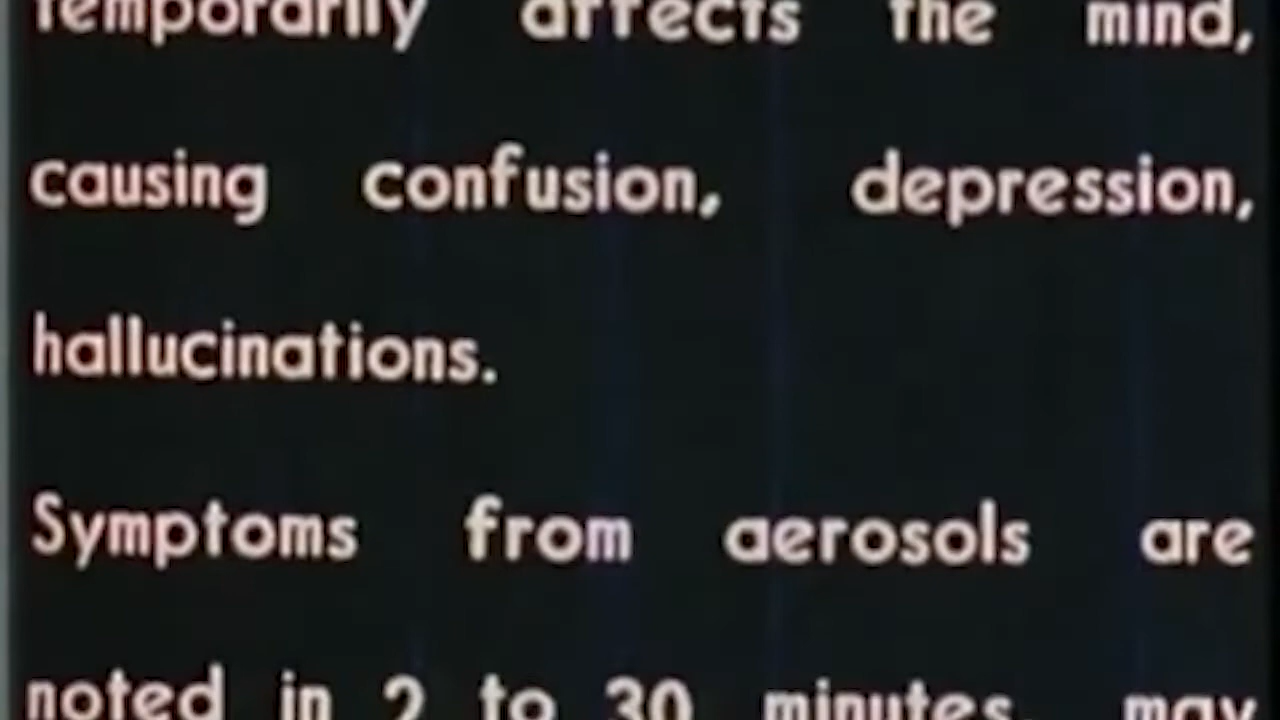 temporarily affects the mind,
causing confusion, depression,
hallucinations.
Symptoms from aerosols are
noted in 2 to 30 minutes, may